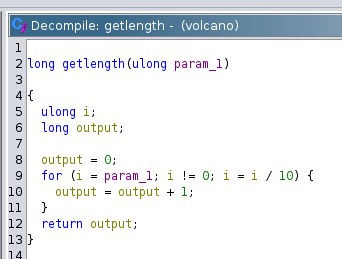 Decompile: getlength - (volcano)
1
2 long getlength(ulong param_1)
3
4 {
5 ulong i;
6 long output;
7
8 output = 0;
9 for (i = param_1; i != 0; i = i / 10) {
10 output = output + 1;
11 }
12 return output;
13 }
14